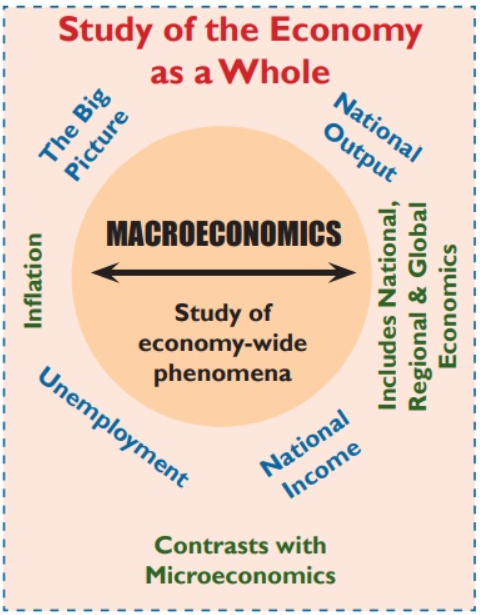 Study of the Economy
as a Whole
The Big
Picture
National
Output
MACROECONOMICS
Study of
economy-wide
phenomena
Inflation
Includes National,
Regional & Global
Economics
Unemployment
National
Income
Contrasts with
Microeconomics